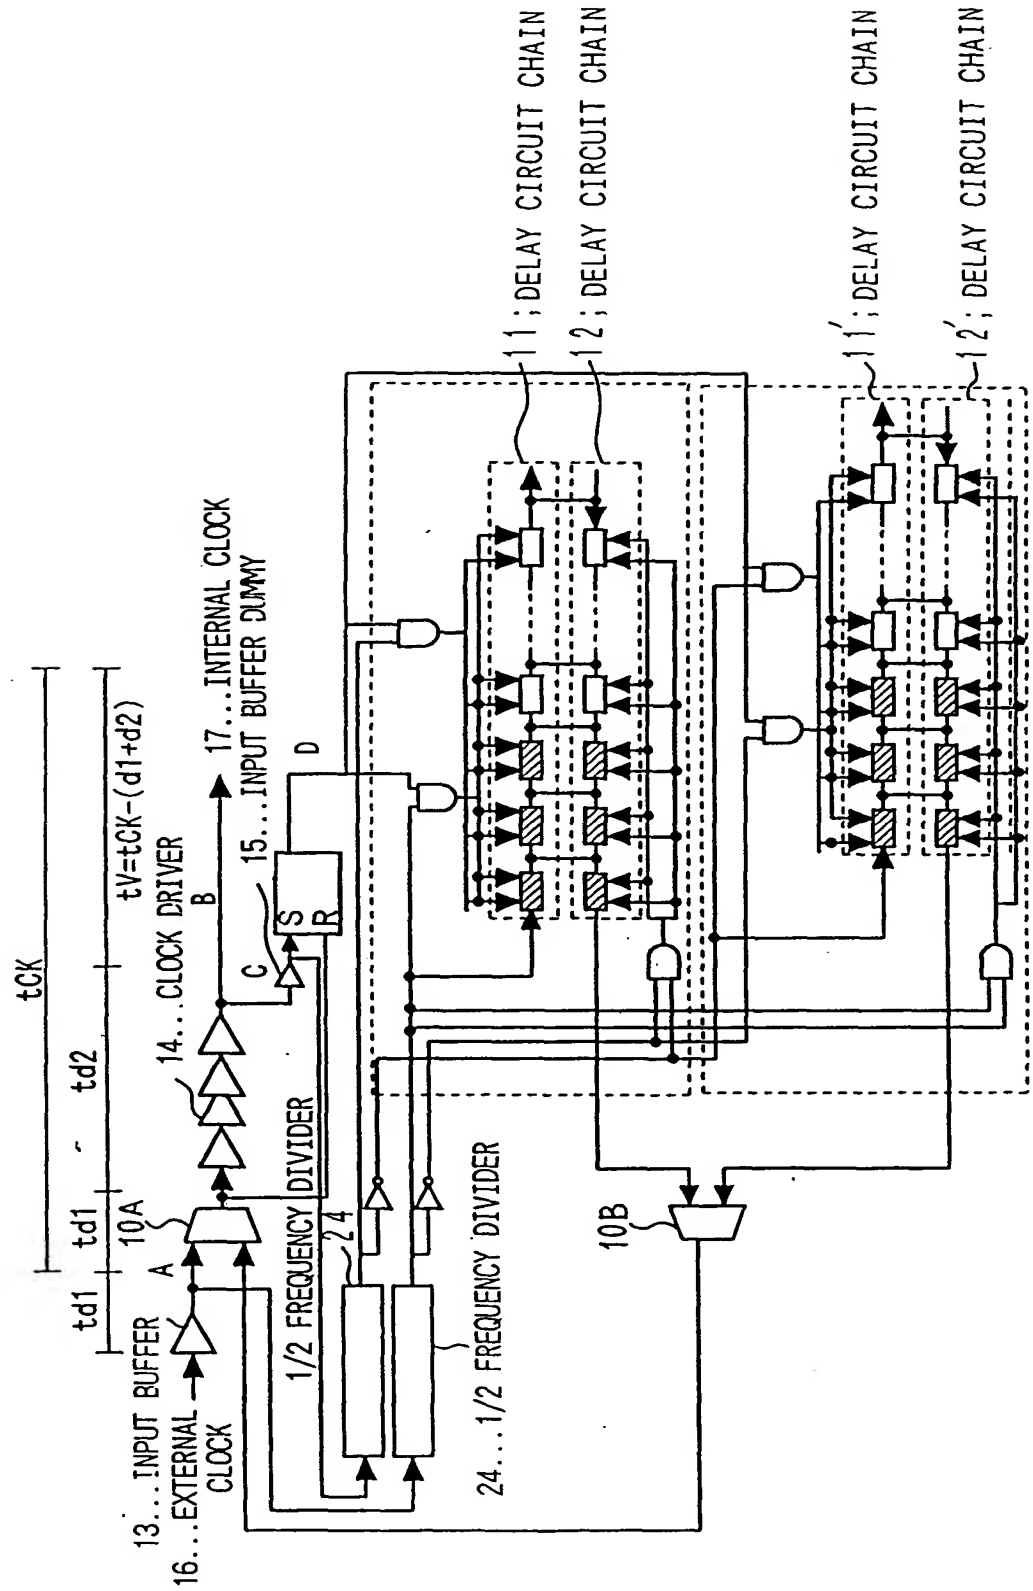 tCK
td1
td1
td2
tV=tCK-(d1+d2)
13...INPUT BUFFER
16...EXTERNAL CLOCK
A
10A
14...CLOCK DRIVER
B
17...INTERNAL CLOCK
15...INPUT BUFFER DUMMY
C
S
R
D
1/2 FREQUENCY DIVIDER
24
24...1/2 FREQUENCY DIVIDER
10B
11;DELAY CIRCUIT CHAIN
12;DELAY CIRCUIT CHAIN
11';DELAY CIRCUIT CHAIN
12';DELAY CIRCUIT CHAIN